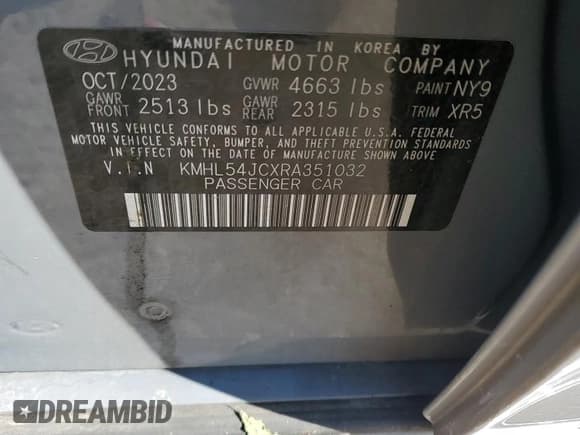 MANUFACTURED IN KOREA BY
HYUNDAI MOTOR COMPANY
OCT/2023 GVWR 4663 lbs PAINT NY9
GAWR FRONT 2513 lbs GAWR REAR 2315 lbs TRIM XR5
THIS VEHICLE CONFORMS TO ALL APPLICABLE U.S.A. FEDERAL
MOTOR VEHICLE SAFETY, BUMPER, AND THEFT PREVENTION STANDARDS
IN EFFECT ON THE DATE OF MANUFACTURE SHOWN ABOVE.
V.I.N KMHL54JCXRA351032
PASSENGER CAR
DREAMBID